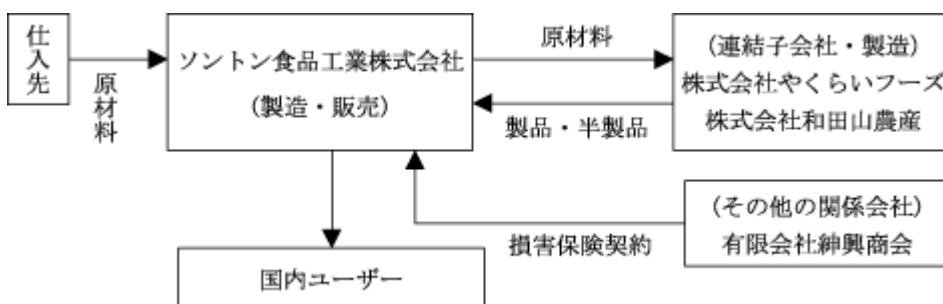 仕入先
原材料
ソントン食品工業株式会社
(製造・販売)
原材料
製品・半製品
(連結子会社・製造)
株式会社やくらいフーズ
株式会社和田山農産
(その他の関係会社)
有限会社紳興商会
損害保険契約
国内ユーザー